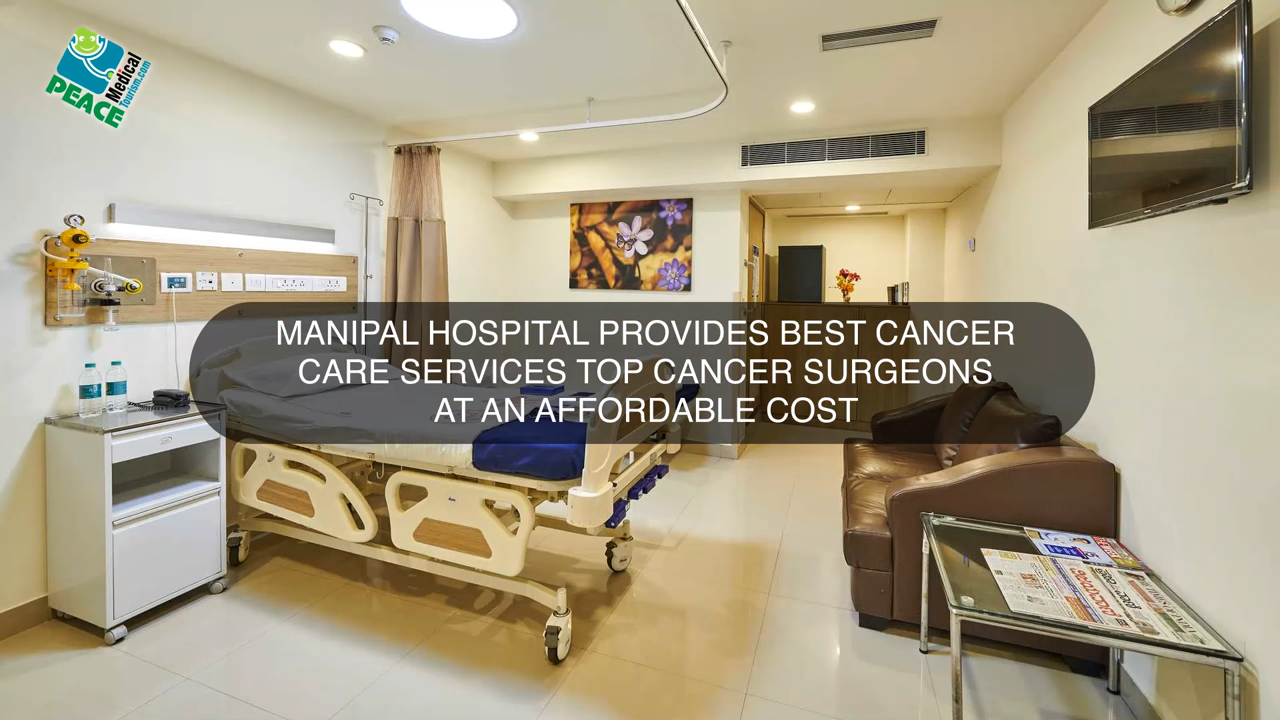 PEACE
Medical
Tourism.com
MANIPAL HOSPITAL PROVIDES BEST CANCER
CARE SERVICES TOP CANCER SURGEONS
AT AN AFFORDABLE COST